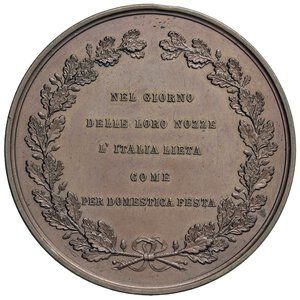 NEL GIORNO
DELLE LORO NOZZE
L'ITALIA LIETA
COME
PER DOMESTICA FESTA